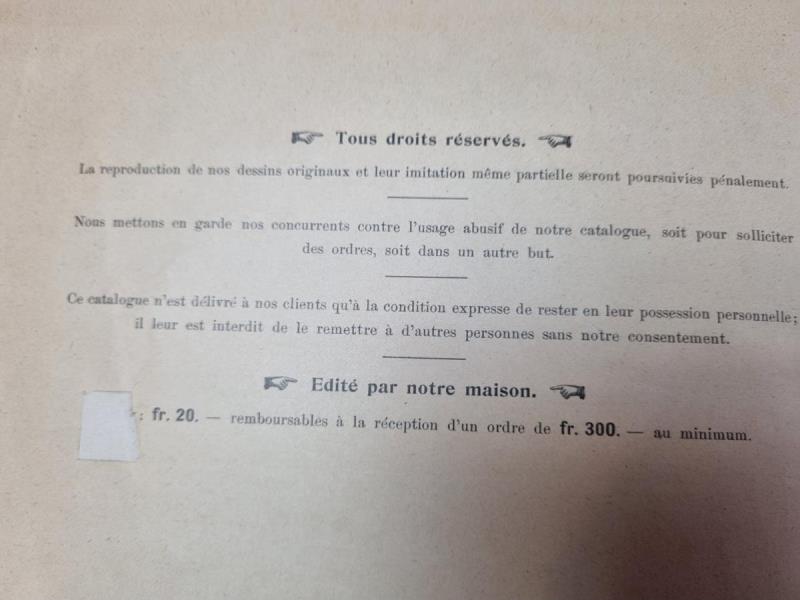 Tous droits réservés.
La reproduction de nos dessins originaux et leur imitation même partielle seront poursuivies pénalement.
Nous mettons en garde nos concurrents contre l'usage abusif de notre catalogue, soit pour solliciter
des ordres, soit dans un autre but.
Ce catalogue n'est délivré à nos clients qu'à la condition expresse de rester en leur possession personnelle;
il leur est interdit de le remettre à d'autres personnes sans notre consentement.
Edité par notre maison.
: fr. 20. — remboursables à la réception d'un ordre de fr. 300. — au minimum.